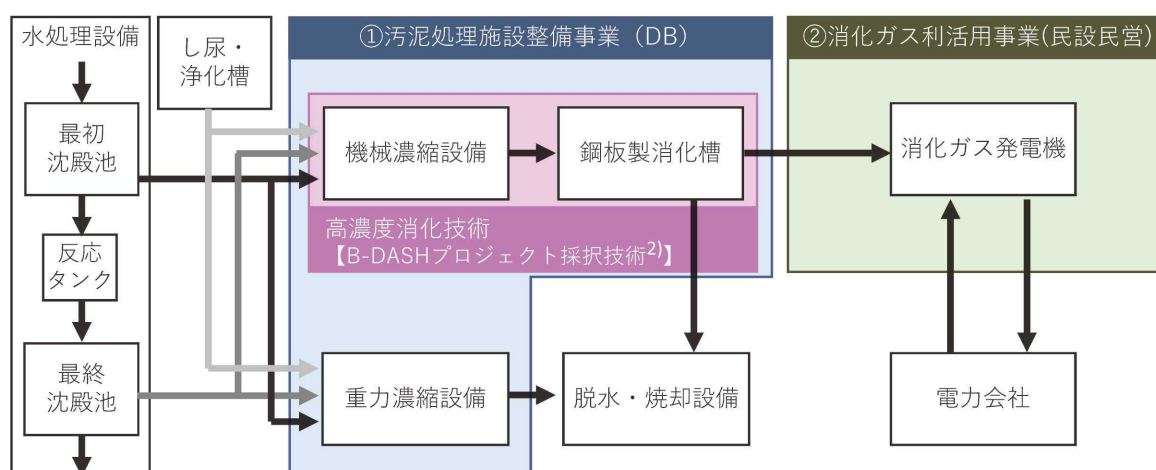 水処理設備
し尿・
浄化槽
①汚泥処理施設整備事業（DB）
②消化ガス利活用事業(民設民営)
最初
沈殿池
機械濃縮設備
鋼板製消化槽
消化ガス発電機
高濃度消化技術
【B-DASHプロジェクト採択技術2)】
反応
タンク
最終
沈殿池
重力濃縮設備
脱水・焼却設備
電力会社